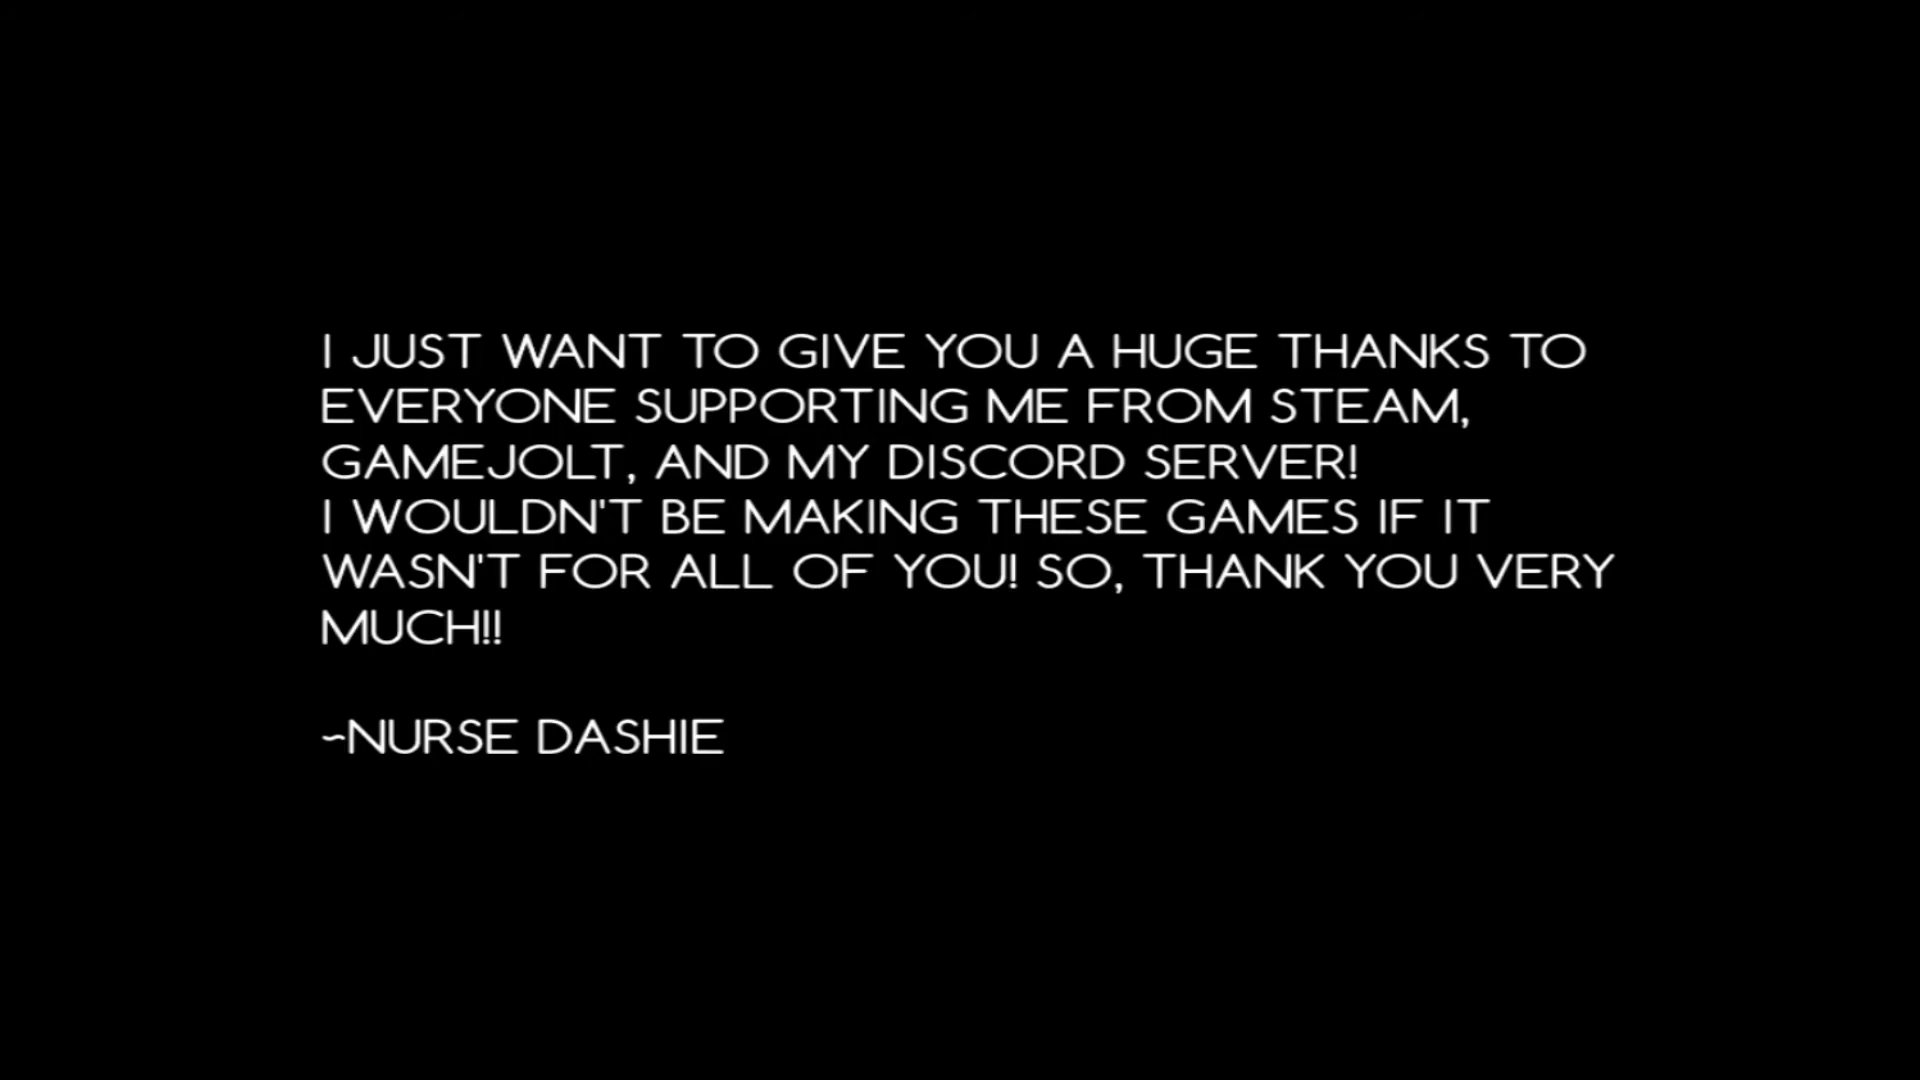 I JUST WANT TO GIVE YOU A HUGE THANKS TO
EVERYONE SUPPORTING ME FROM STEAM,
GAMEJOLT, AND MY DISCORD SERVER!
I WOULDN'T BE MAKING THESE GAMES IF IT
WASN'T FOR ALL OF YOU! SO, THANK YOU VERY
MUCH!!
~NURSE DASHIE